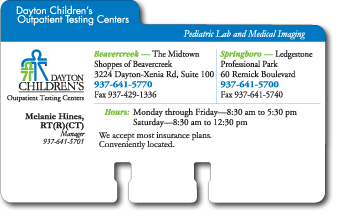 Dayton Children's
Outpatient Testing Centers
Pediatric Lab and Medical Imaging
DAYTON
CHILDREN'S
Outpatient Testing Centers
Melanie Hines,
RT(R)(CT)
Manager
937-641-5701
Beavercreek — The Midtown
Shoppes of Beavercreek
3224 Dayton-Xenia Rd, Suite 100
937-641-5770
Fax 937-429-1336
Springboro — Ledgestone
Professional Park
60 Remick Boulevard
937-641-5700
Fax 937-641-5740
Hours: Monday through Friday—8:30 am to 5:30 pm
Saturday—8:30 am to 12:30 pm
We accept most insurance plans.
Conveniently located.